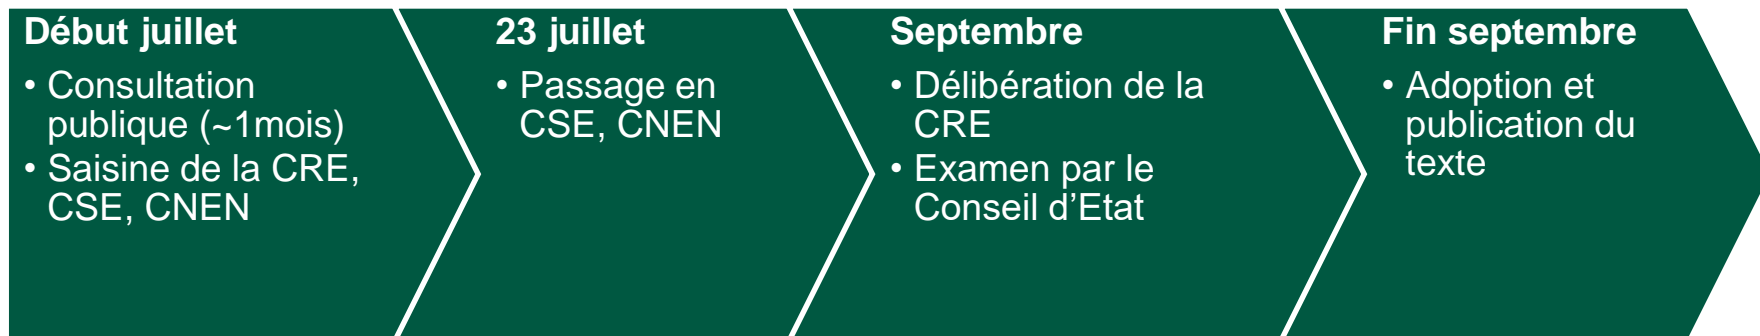 Début juillet
• Consultation
publique (~1mois)
• Saisine de la CRE,
CSE, CNEN
23 juillet
• Passage en
CSE, CNEN
Septembre
• Délibération de la
CRE
• Examen par le
Conseil d’Etat
Fin septembre
• Adoption et
publication du
texte